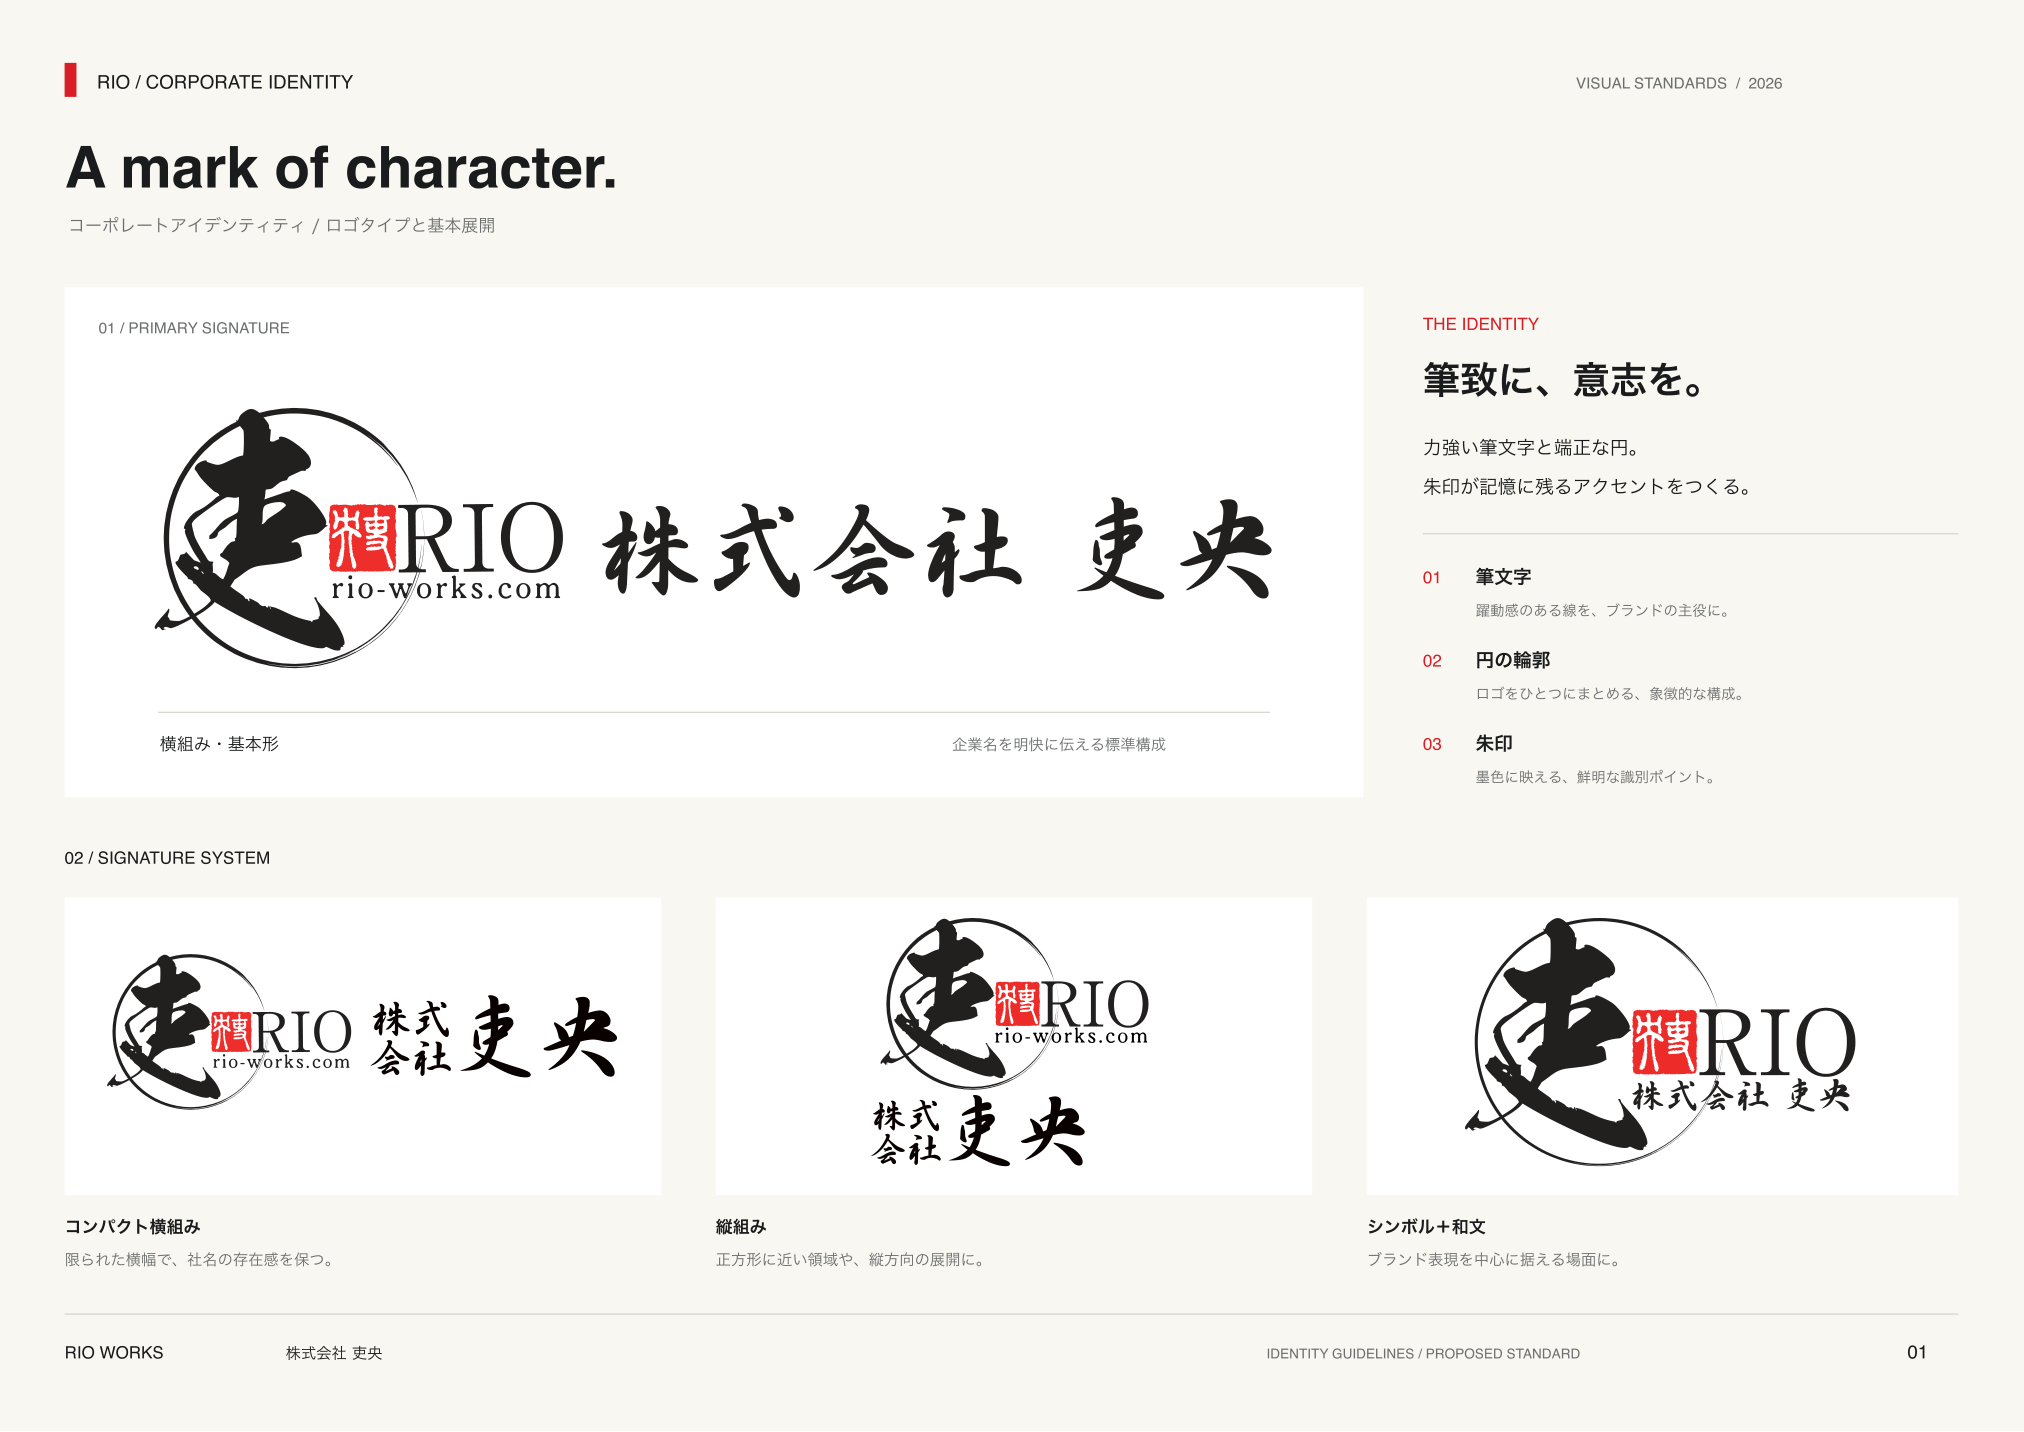 RIO / CORPORATE IDENTITY
VISUAL STANDARDS / 2026
A mark of character.
コーポレートアイデンティティ / ロゴタイプと基本展開
01 / PRIMARY SIGNATURE
吏
RIO
rio-works.com
株式会社 吏央
横組み・基本形
企業名を明快に伝える標準構成
THE IDENTITY
筆致に、意志を。
力強い筆文字と端正な円。
朱印が記憶に残るアクセントをつくる。
01 筆文字
躍動感のある線を、ブランドの主役に。
02 円の輪郭
ロゴをひとつにまとめる、象徴的な構成。
03 朱印
墨色に映える、鮮明な識別ポイント。
02 / SIGNATURE SYSTEM
吏
RIO
rio-works.com
株式会社 吏央
コンパクト横組み
限られた横幅で、社名の存在感を保つ。
吏
RIO
rio-works.com
株式会社 吏央
縦組み
正方形に近い領域や、縦方向の展開に。
吏
RIO
株式会社 吏央
シンボル＋和文
ブランド表現を中心に据える場面に。
RIO WORKS
株式会社 吏央
IDENTITY GUIDELINES / PROPOSED STANDARD
01